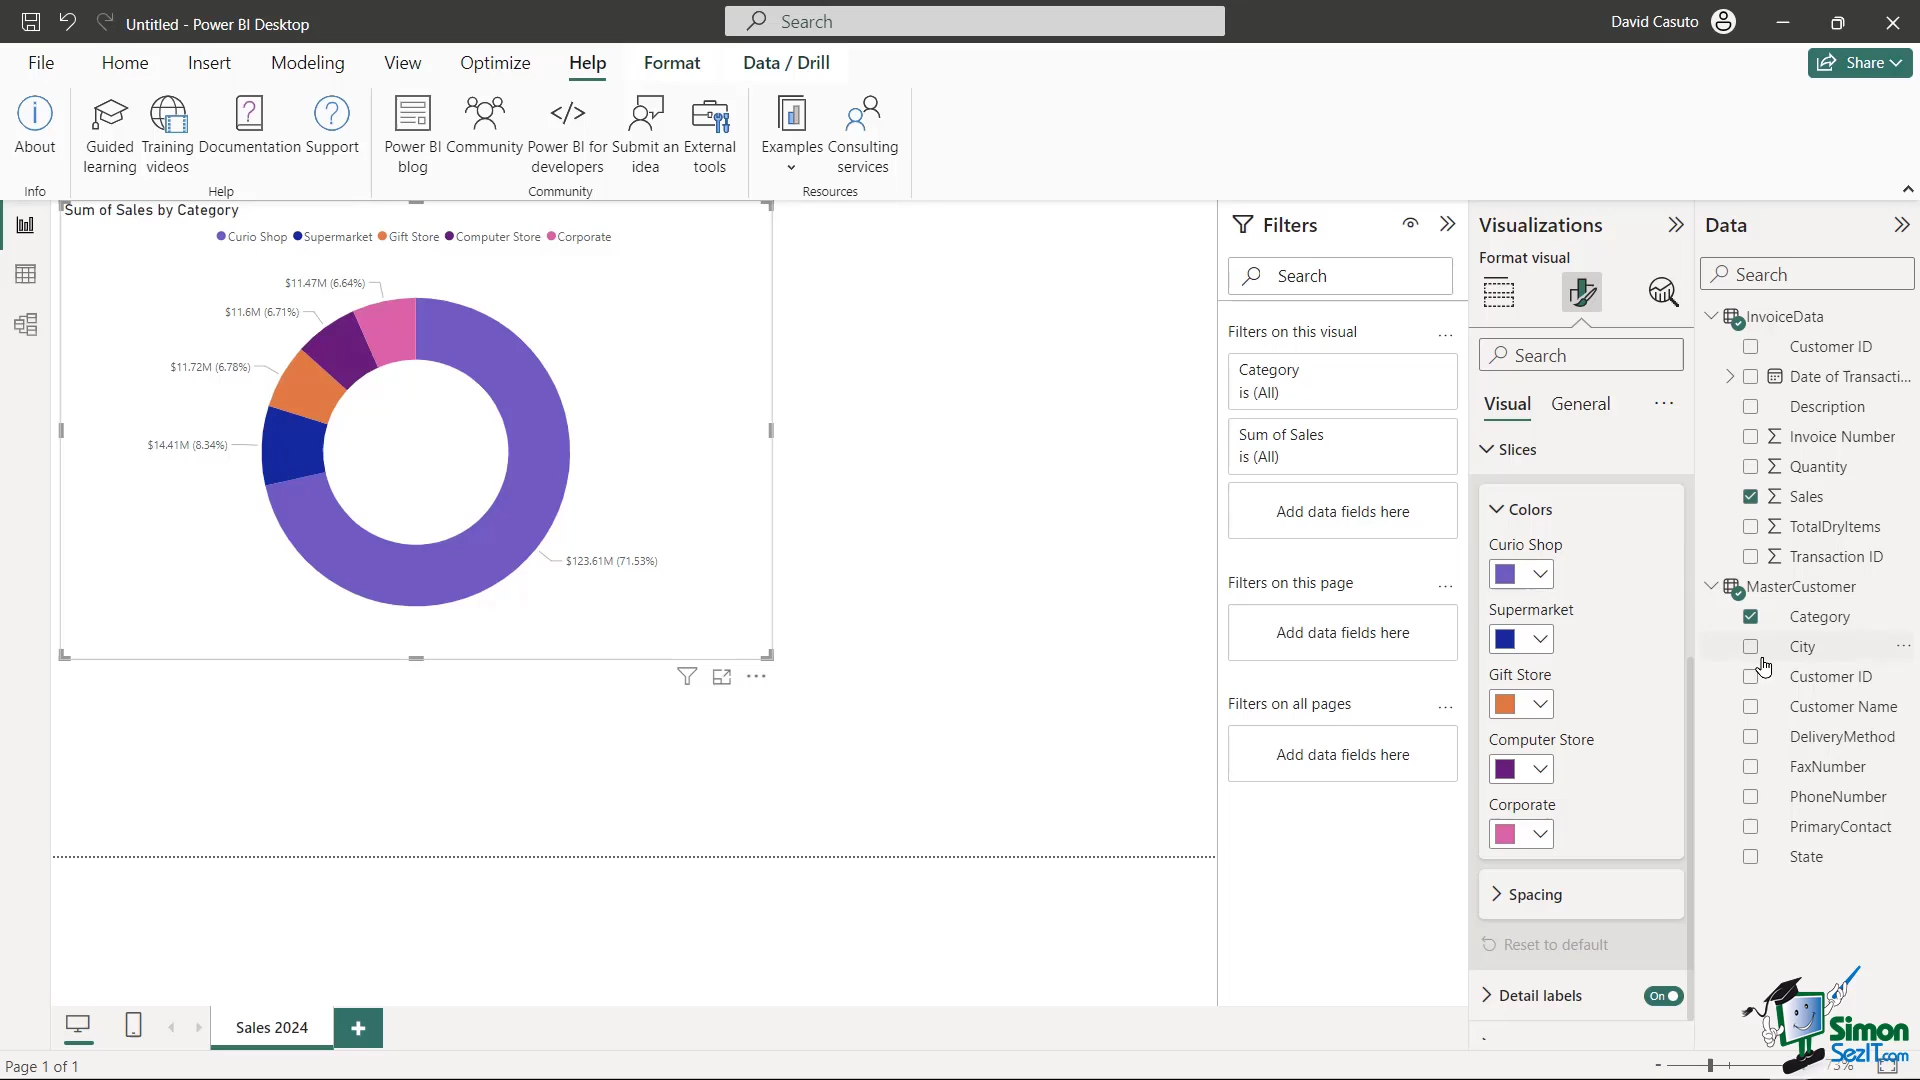 Untitled - Power BI Desktop
Search
David Casuto
File
Home
Insert
Modeling
View
Optimize
Help
Format
Data / Drill
Share
About
Guided learning
Training videos
Documentation
Support
Power BI blog
Community
Power BI for developers
Submit an idea
External tools
Examples
Consulting services
Info
Help
Community
Resources
Sum of Sales by Category
Curio Shop
Supermarket
Gift Store
Computer Store
Corporate
$11.47M (6.64%)
$11.6M (6.71%)
$11.72M (6.78%)
$14.41M (8.34%)
$123.61M (71.53%)
Filters
Search
Filters on this visual
...
Category
is (All)
Sum of Sales
is (All)
Add data fields here
Filters on this page
...
Add data fields here
Filters on all pages
...
Add data fields here
Visualizations
Format visual
Search
Visual
General
...
Slices
Colors
Curio Shop
Supermarket
Gift Store
Computer Store
Corporate
Spacing
Reset to default
Detail labels
On
Data
Search
InvoiceData
Customer ID
Date of Transacti...
Description
Σ Invoice Number
Σ Quantity
Σ Sales
Σ TotalDryItems
Σ Transaction ID
MasterCustomer
Category
City
...
Customer ID
Customer Name
DeliveryMethod
FaxNumber
PhoneNumber
PrimaryContact
State
Sales 2024
Page 1 of 1
Simon
SezIT.com